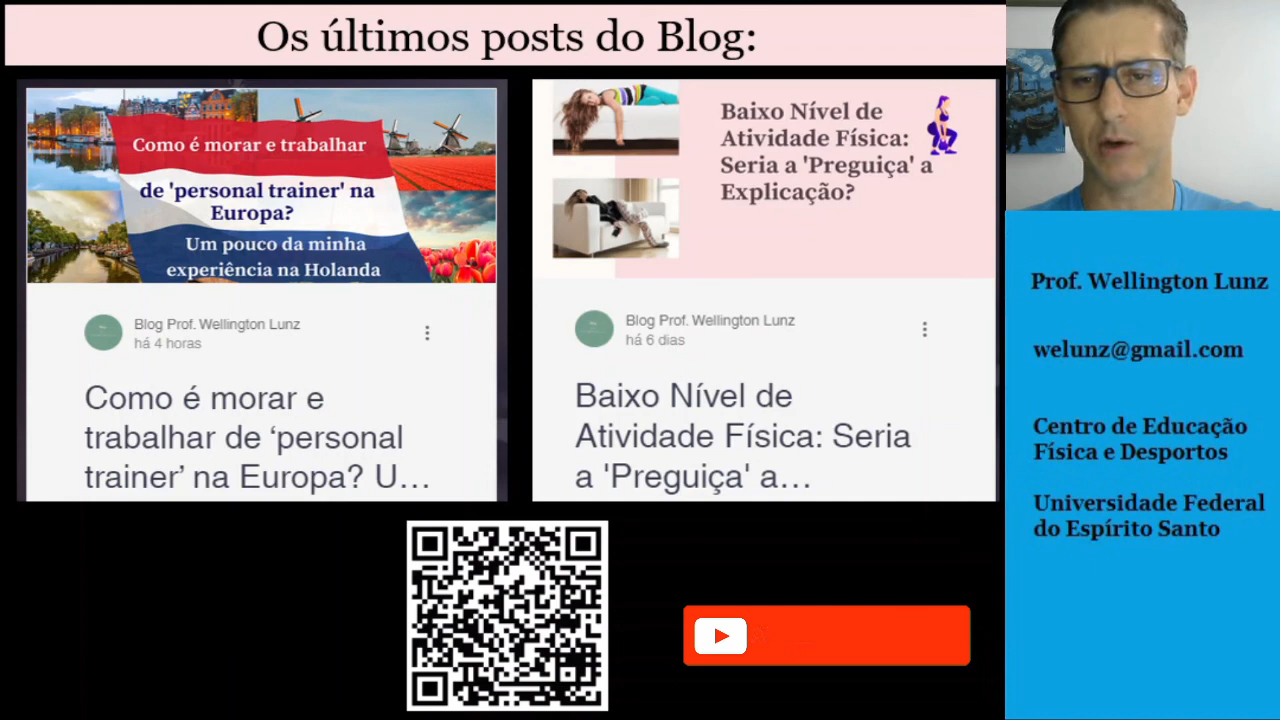 Os últimos posts do Blog:
Como é morar e trabalhar
de 'personal trainer' na
Europa?
Um pouco da minha
experiência na Holanda
Blog Prof. Wellington Lunz
há 4 horas
Como é morar e
trabalhar de ‘personal
trainer’ na Europa? U...
Baixo Nível de
Atividade Física:
Seria a 'Preguiça' a
Explicação?
Blog Prof. Wellington Lunz
há 6 dias
Baixo Nível de
Atividade Física: Seria
a 'Preguiça' a...
Prof. Wellington Lunz
welunz@gmail.com
Centro de Educação
Física e Desportos
Universidade Federal
do Espírito Santo